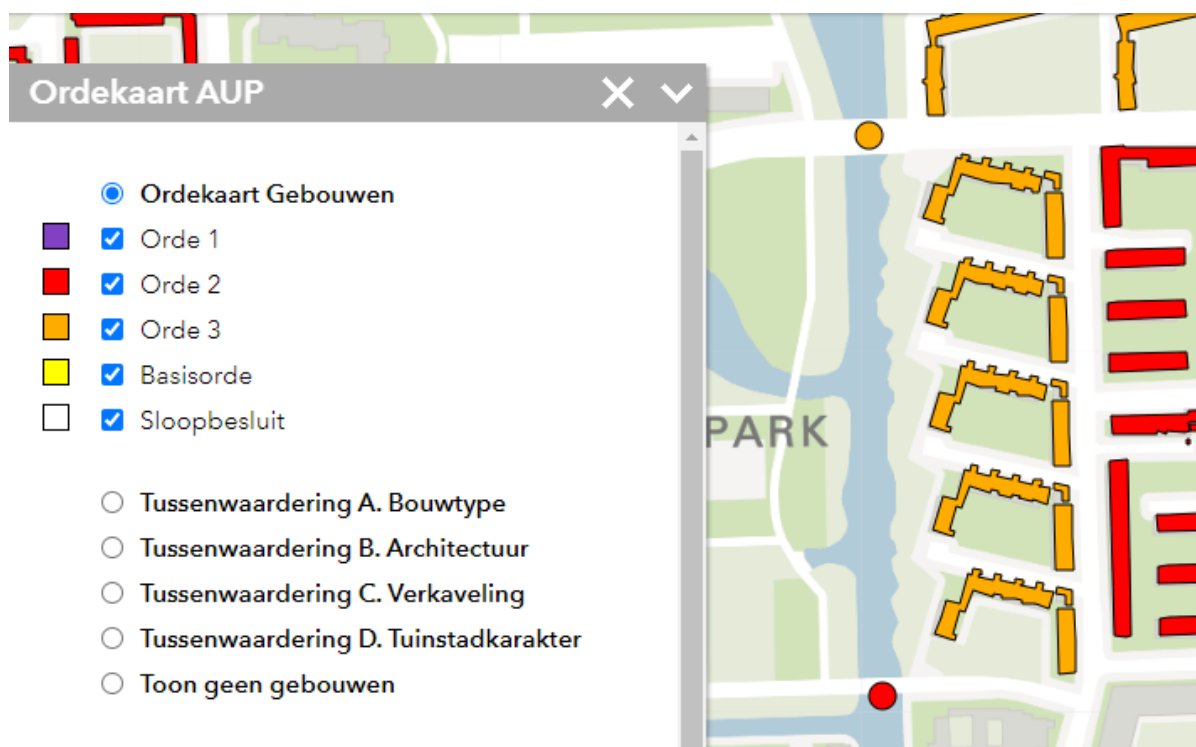 Ordekaart AUP
Ordekaart Gebouwen
Orde 1
Orde 2
Orde 3
Basisorde
Sloopbesluit
PARK
Tussenwaardering A. Bouwtype
Tussenwaardering B. Architectuur
Tussenwaardering C. Verkaveling
Tussenwaardering D. Tuinstadkarakter
Toon geen gebouwen